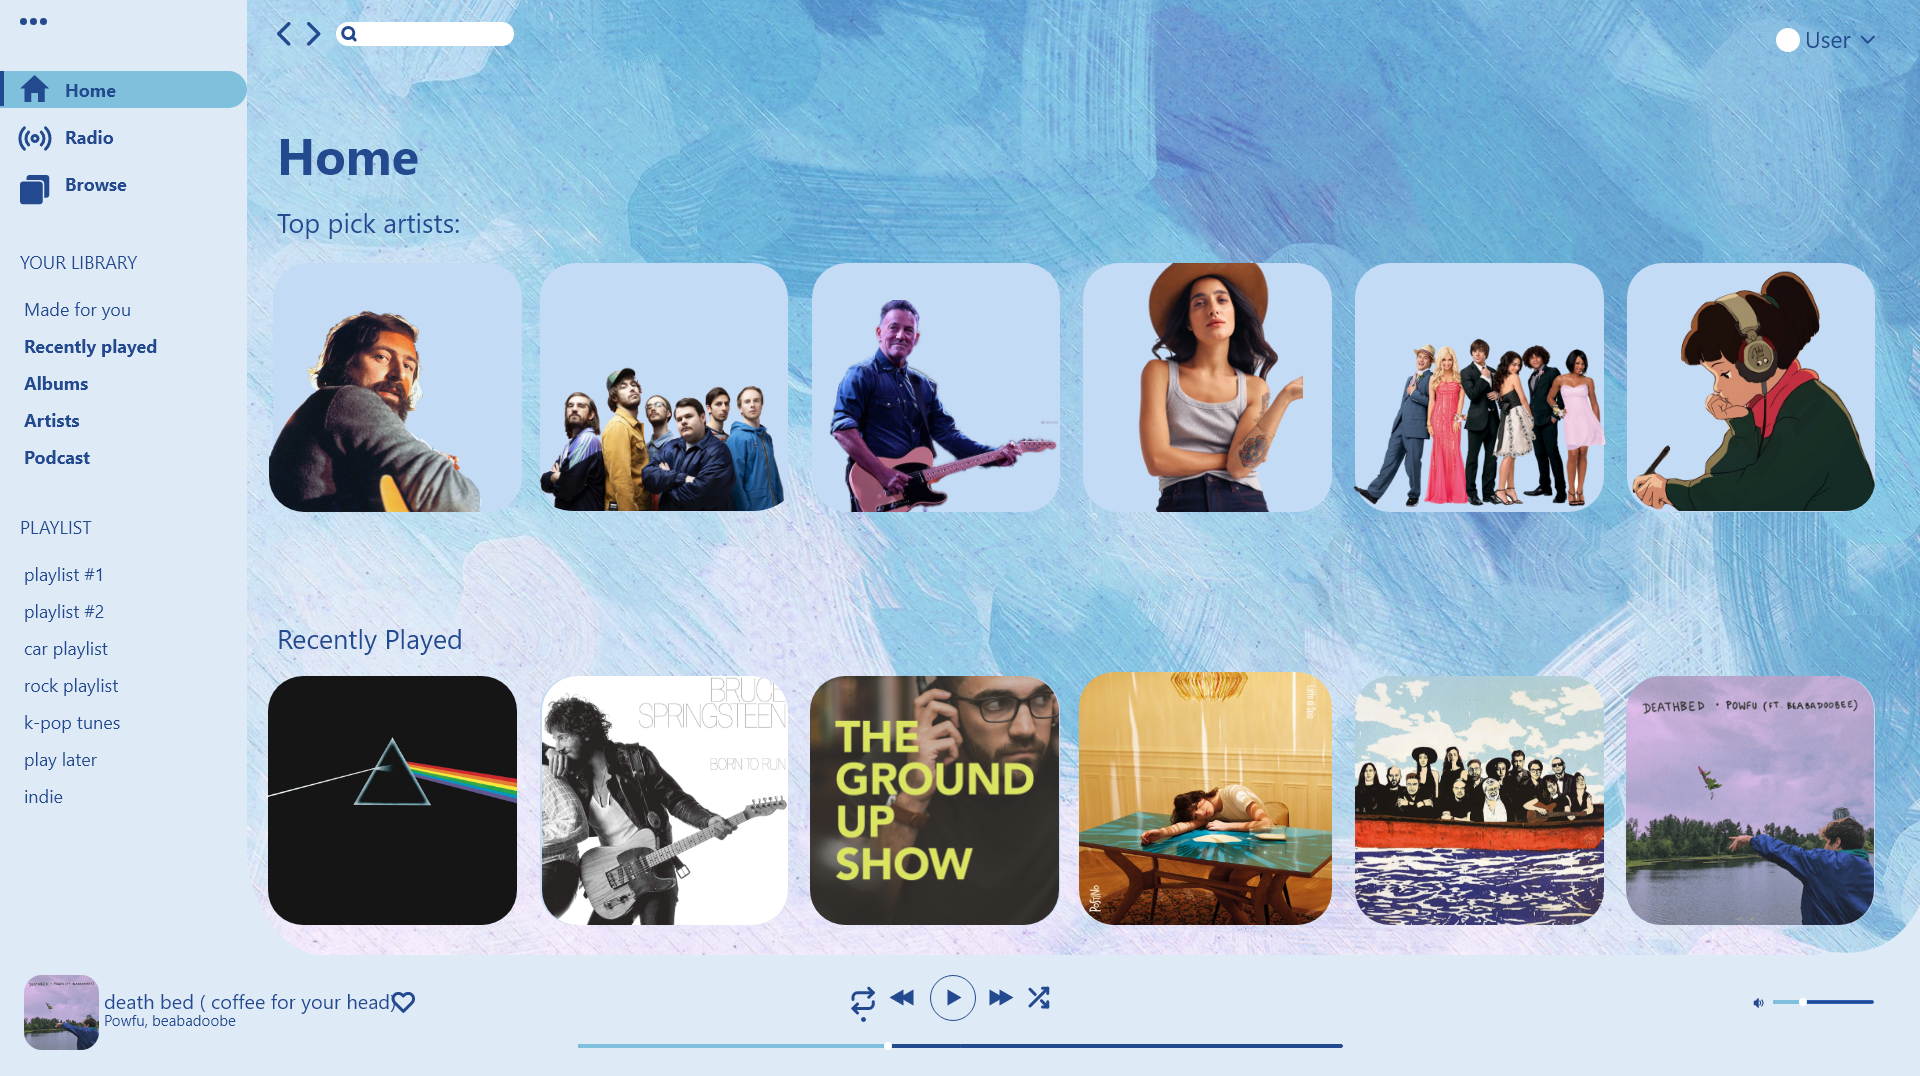 User
Home
Radio
Browse
YOUR LIBRARY
Made for you
Recently played
Albums
Artists
Podcast
PLAYLIST
playlist #1
playlist #2
car playlist
rock playlist
k-pop tunes
play later
indie
Home
Top pick artists:
Recently Played
BRUCE
SPRINGSTEEN
BORN TO RUN
THE
GROUND
UP
SHOW
PoSTiNo
DEATHBED • POWFU (FT. BEABADOOBEE)
death bed ( coffee for your head)
Powfu, beabadoobe